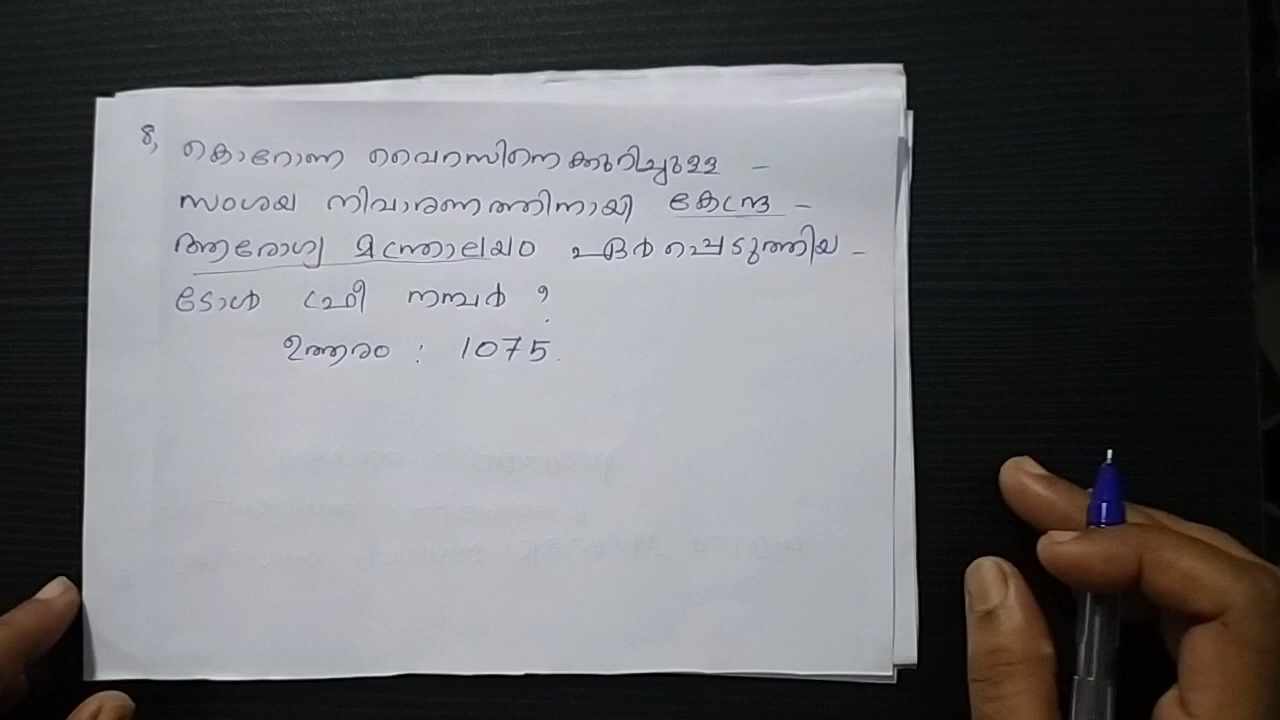 8, കൊറോണ വൈറസിനെക്കുറിച്ചുള്ള -
സംശയ നിവാരണത്തിനായി കേന്ദ്ര -
ആരോഗ്യ മന്ത്രാലയം ഏർപ്പെടുത്തിയ -
ടോൾ ഫ്രീ നമ്പർ ?
ഉത്തരം : 1075.